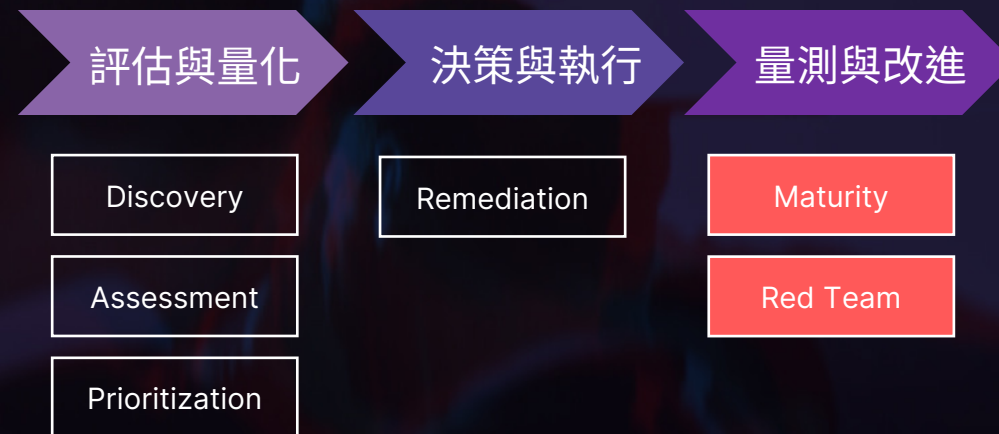 評估與量化
Discovery
Assessment
Prioritization
決策與執行
Remediation
量測與改進
Maturity
Red Team